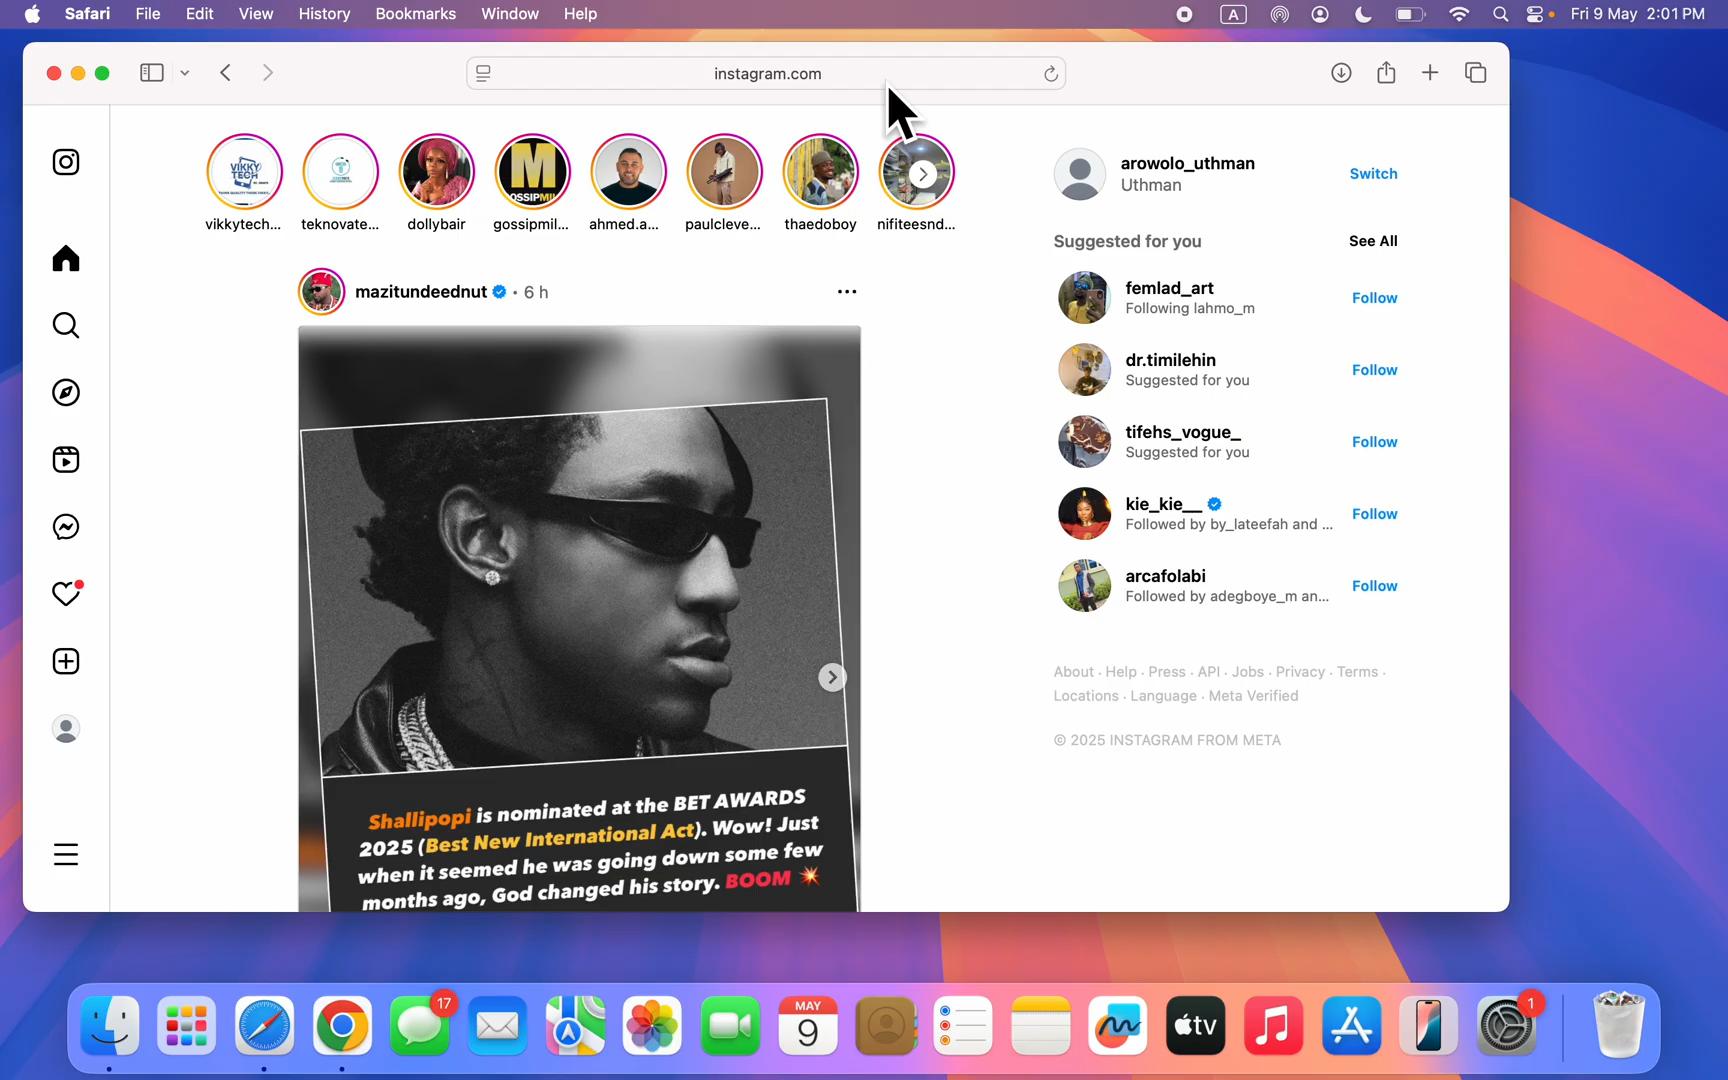 Safari File Edit View History Bookmarks Window Help A Fri 9 May 2:01 PM
instagram.com
VIKKY
TECH
M
GOSSIPMILL
vikkytech... teknovate... dollybair gossipmil... ahmed.a... paulcleve... thaedoboy nifiteesnd...
arowolo_uthman
Uthman
Switch
Suggested for you See All
mazitundeednut • 6 h
femlad_art
Following lahmo_m
Follow
dr.timilehin
Suggested for you
Follow
tifehs_vogue_
Suggested for you
Follow
kie_kie__
Followed by by_lateefah and ...
Follow
arcafolabi
Followed by adegboye_m an...
Follow
About · Help · Press · API · Jobs · Privacy · Terms ·
Locations · Language · Meta Verified
© 2025 INSTAGRAM FROM META
Shallipopi is nominated at the BET AWARDS
2025 (Best New International Act). Wow! Just
when it seemed he was going down some few
months ago, God changed his story. BOOM 💥
17
MAY
9
tv
1